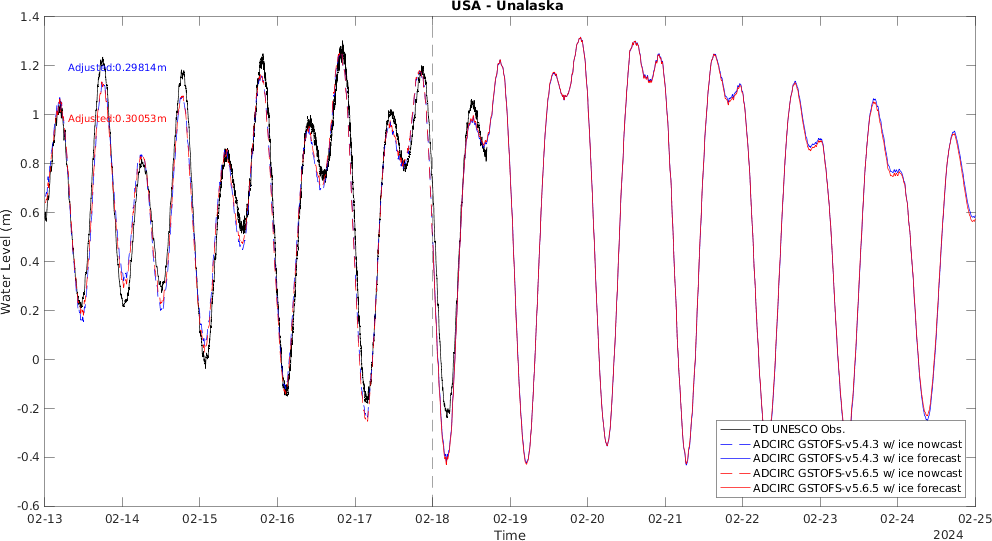 USA - Unalaska
1.4
1.2
1
0.8
0.6
0.4
0.2
0
-0.2
-0.4
-0.6
Water Level (m)
Adjusted:0.29814m
Adjusted:0.30053m
TD UNESCO Obs.
ADCIRC GSTOFS-v5.4.3 w/ ice nowcast
ADCIRC GSTOFS-v5.4.3 w/ ice forecast
ADCIRC GSTOFS-v5.6.5 w/ ice nowcast
ADCIRC GSTOFS-v5.6.5 w/ ice forecast
02-13 02-14 02-15 02-16 02-17 02-18 02-19 02-20 02-21 02-22 02-23 02-24 02-25
Time
2024